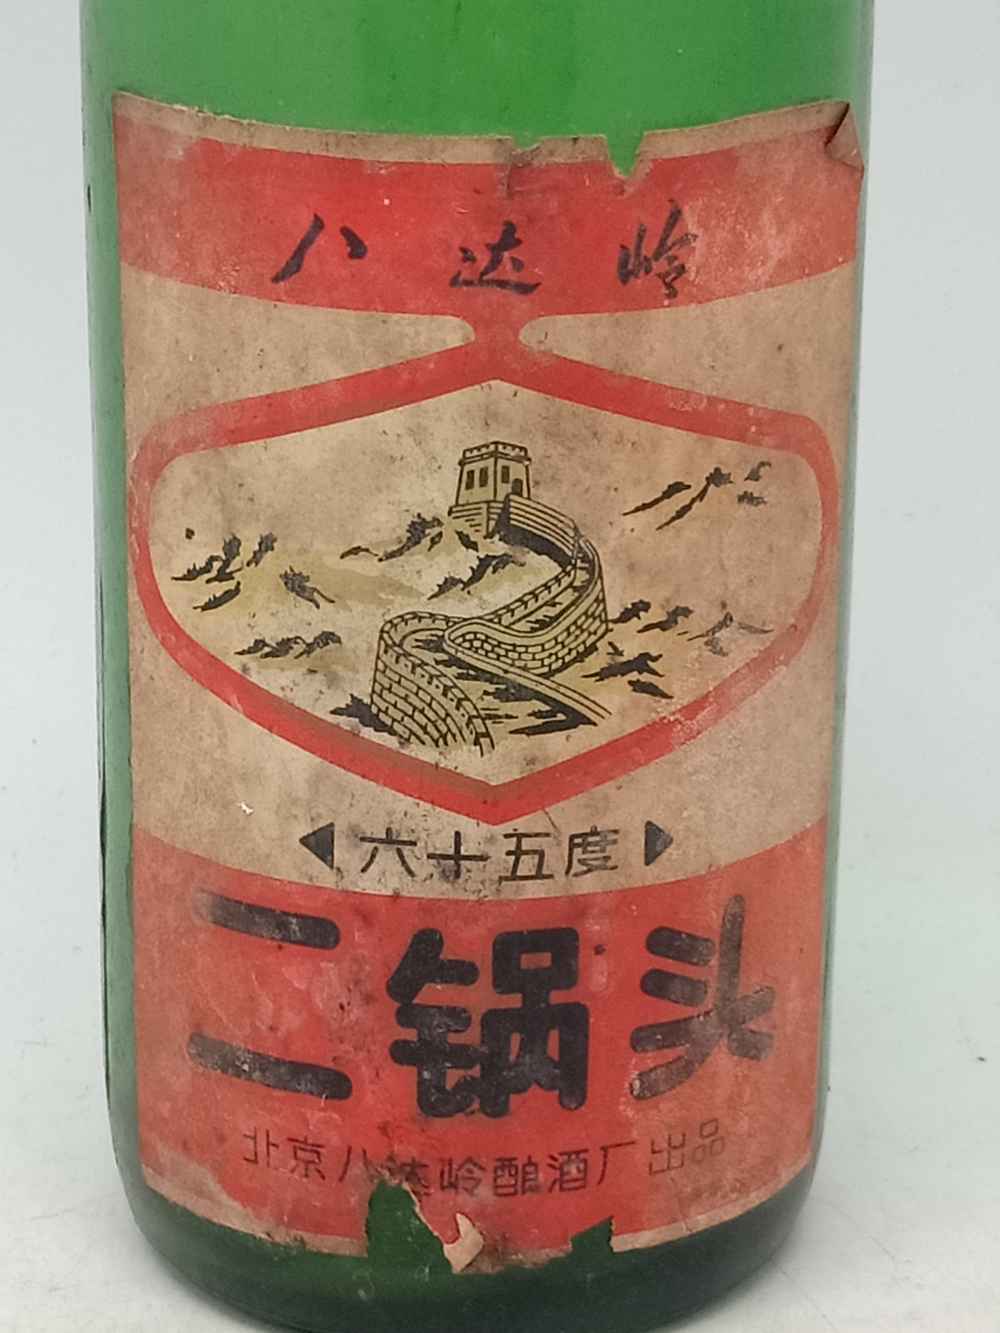 八达岭
六十五度
二锅头
北京八达岭酿酒厂出品